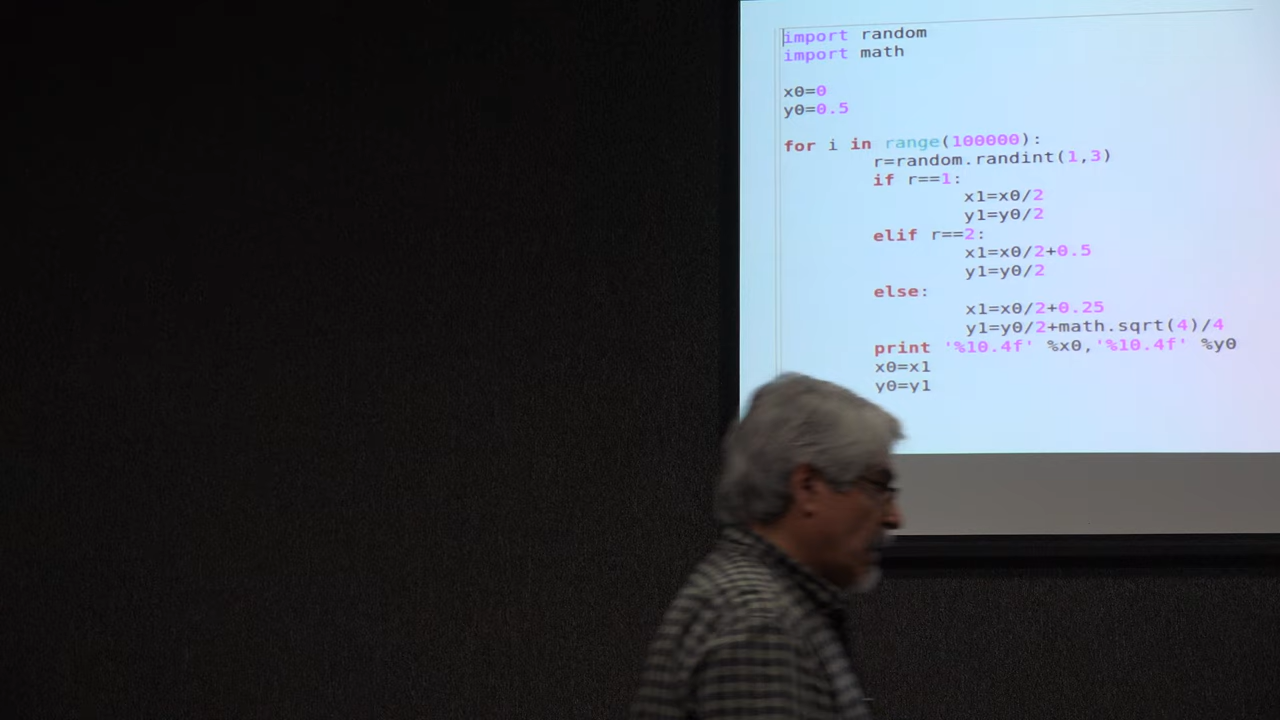 import random
import math
x0=0
y0=0.5
for i in range(100000):
r=random.randint(1,3)
if r==1:
x1=x0/2
y1=y0/2
elif r==2:
x1=x0/2+0.5
y1=y0/2
else:
x1=x0/2+0.25
y1=y0/2+math.sqrt(4)/4
print '%10.4f' %x0,'%10.4f' %y0
x0=x1
y0=y1